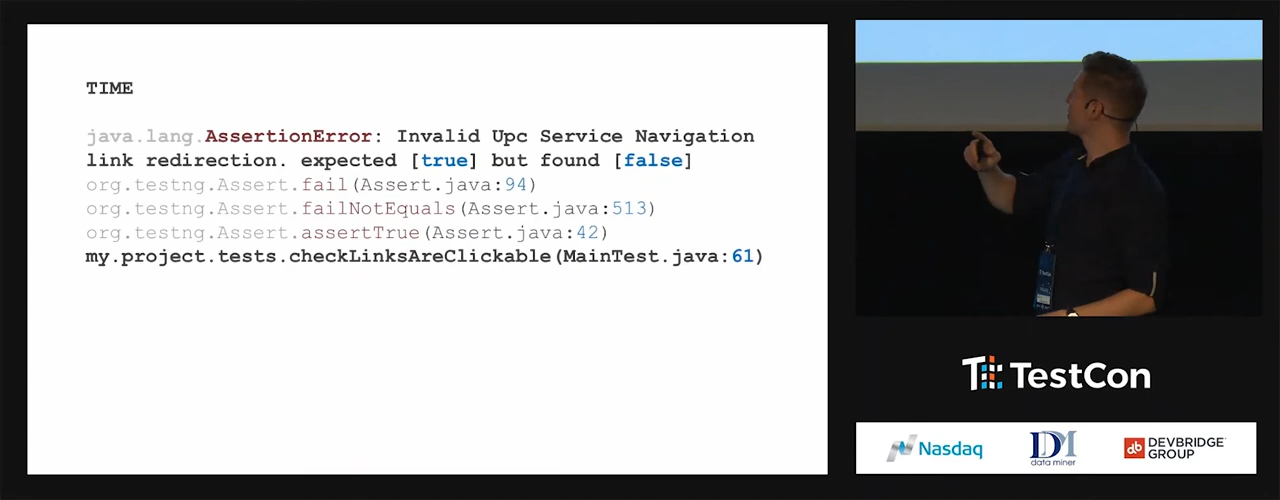 TIME
java.lang.AssertionError: Invalid Upc Service Navigation
link redirection. expected [true] but found [false]
org.testng.Assert.fail(Assert.java:94)
org.testng.Assert.failNotEquals(Assert.java:513)
org.testng.Assert.assertTrue(Assert.java:42)
my.project.tests.checkLinksAreClickable(MainTest.java:61)
TestCon
Nasdaq
DM
data miner
db
DEVBRIDGE
GROUP